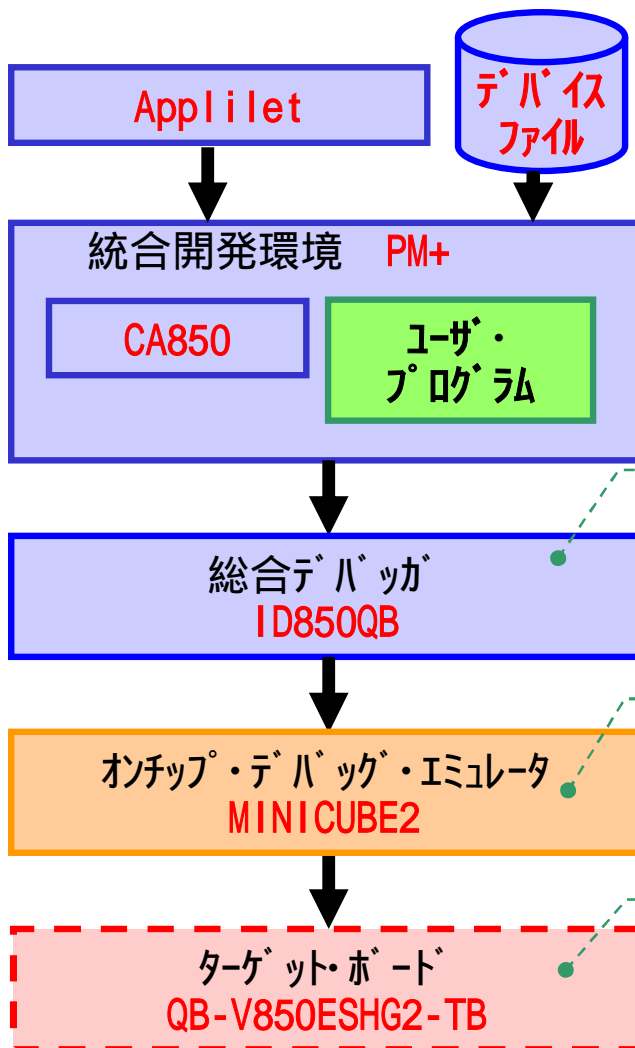 Applilet
ﾃﾞﾊﾞｲｽ
ﾌｧｲﾙ
統合開発環境 PM+
CA850
ﾕｰｻﾞ・
ﾌﾟﾛｸﾞﾗﾑ
総合ﾃﾞﾊﾞｯｶﾞ
ID850QB
ｵﾝﾁｯﾌﾟ・ﾃﾞﾊﾞｯｸﾞ・ｴﾐｭﾚｰﾀ
MINICUBE2
ﾀｰｹﾞｯﾄ・ﾎﾞｰﾄﾞ
QB-V850ESHG2-TB